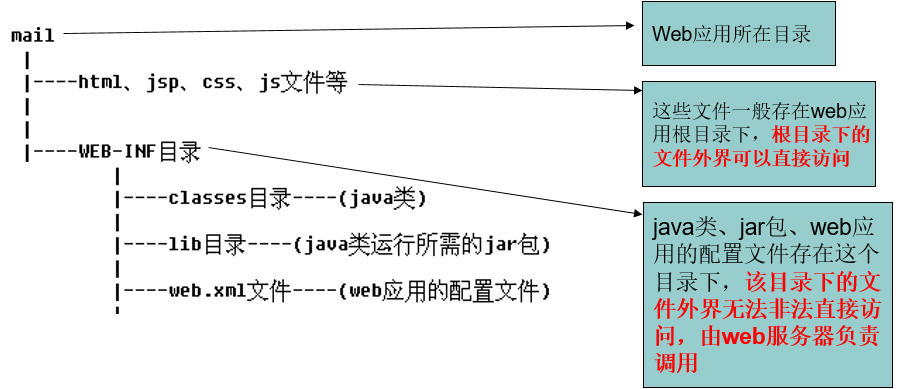 mail
Web应用所在目录
|----html、jsp、css、js文件等
这些文件一般存在web应
用根目录下，根目录下的
文件外界可以直接访问
|----WEB-INF目录
|----classes目录----(java类)
|----lib目录----(java类运行所需的jar包)
|----web.xml文件----(web应用的配置文件)
java类、jar包、web应
用的配置文件存在这个
目录下，该目录下的文
件外界无法非法直接访
问，由web服务器负责
调用